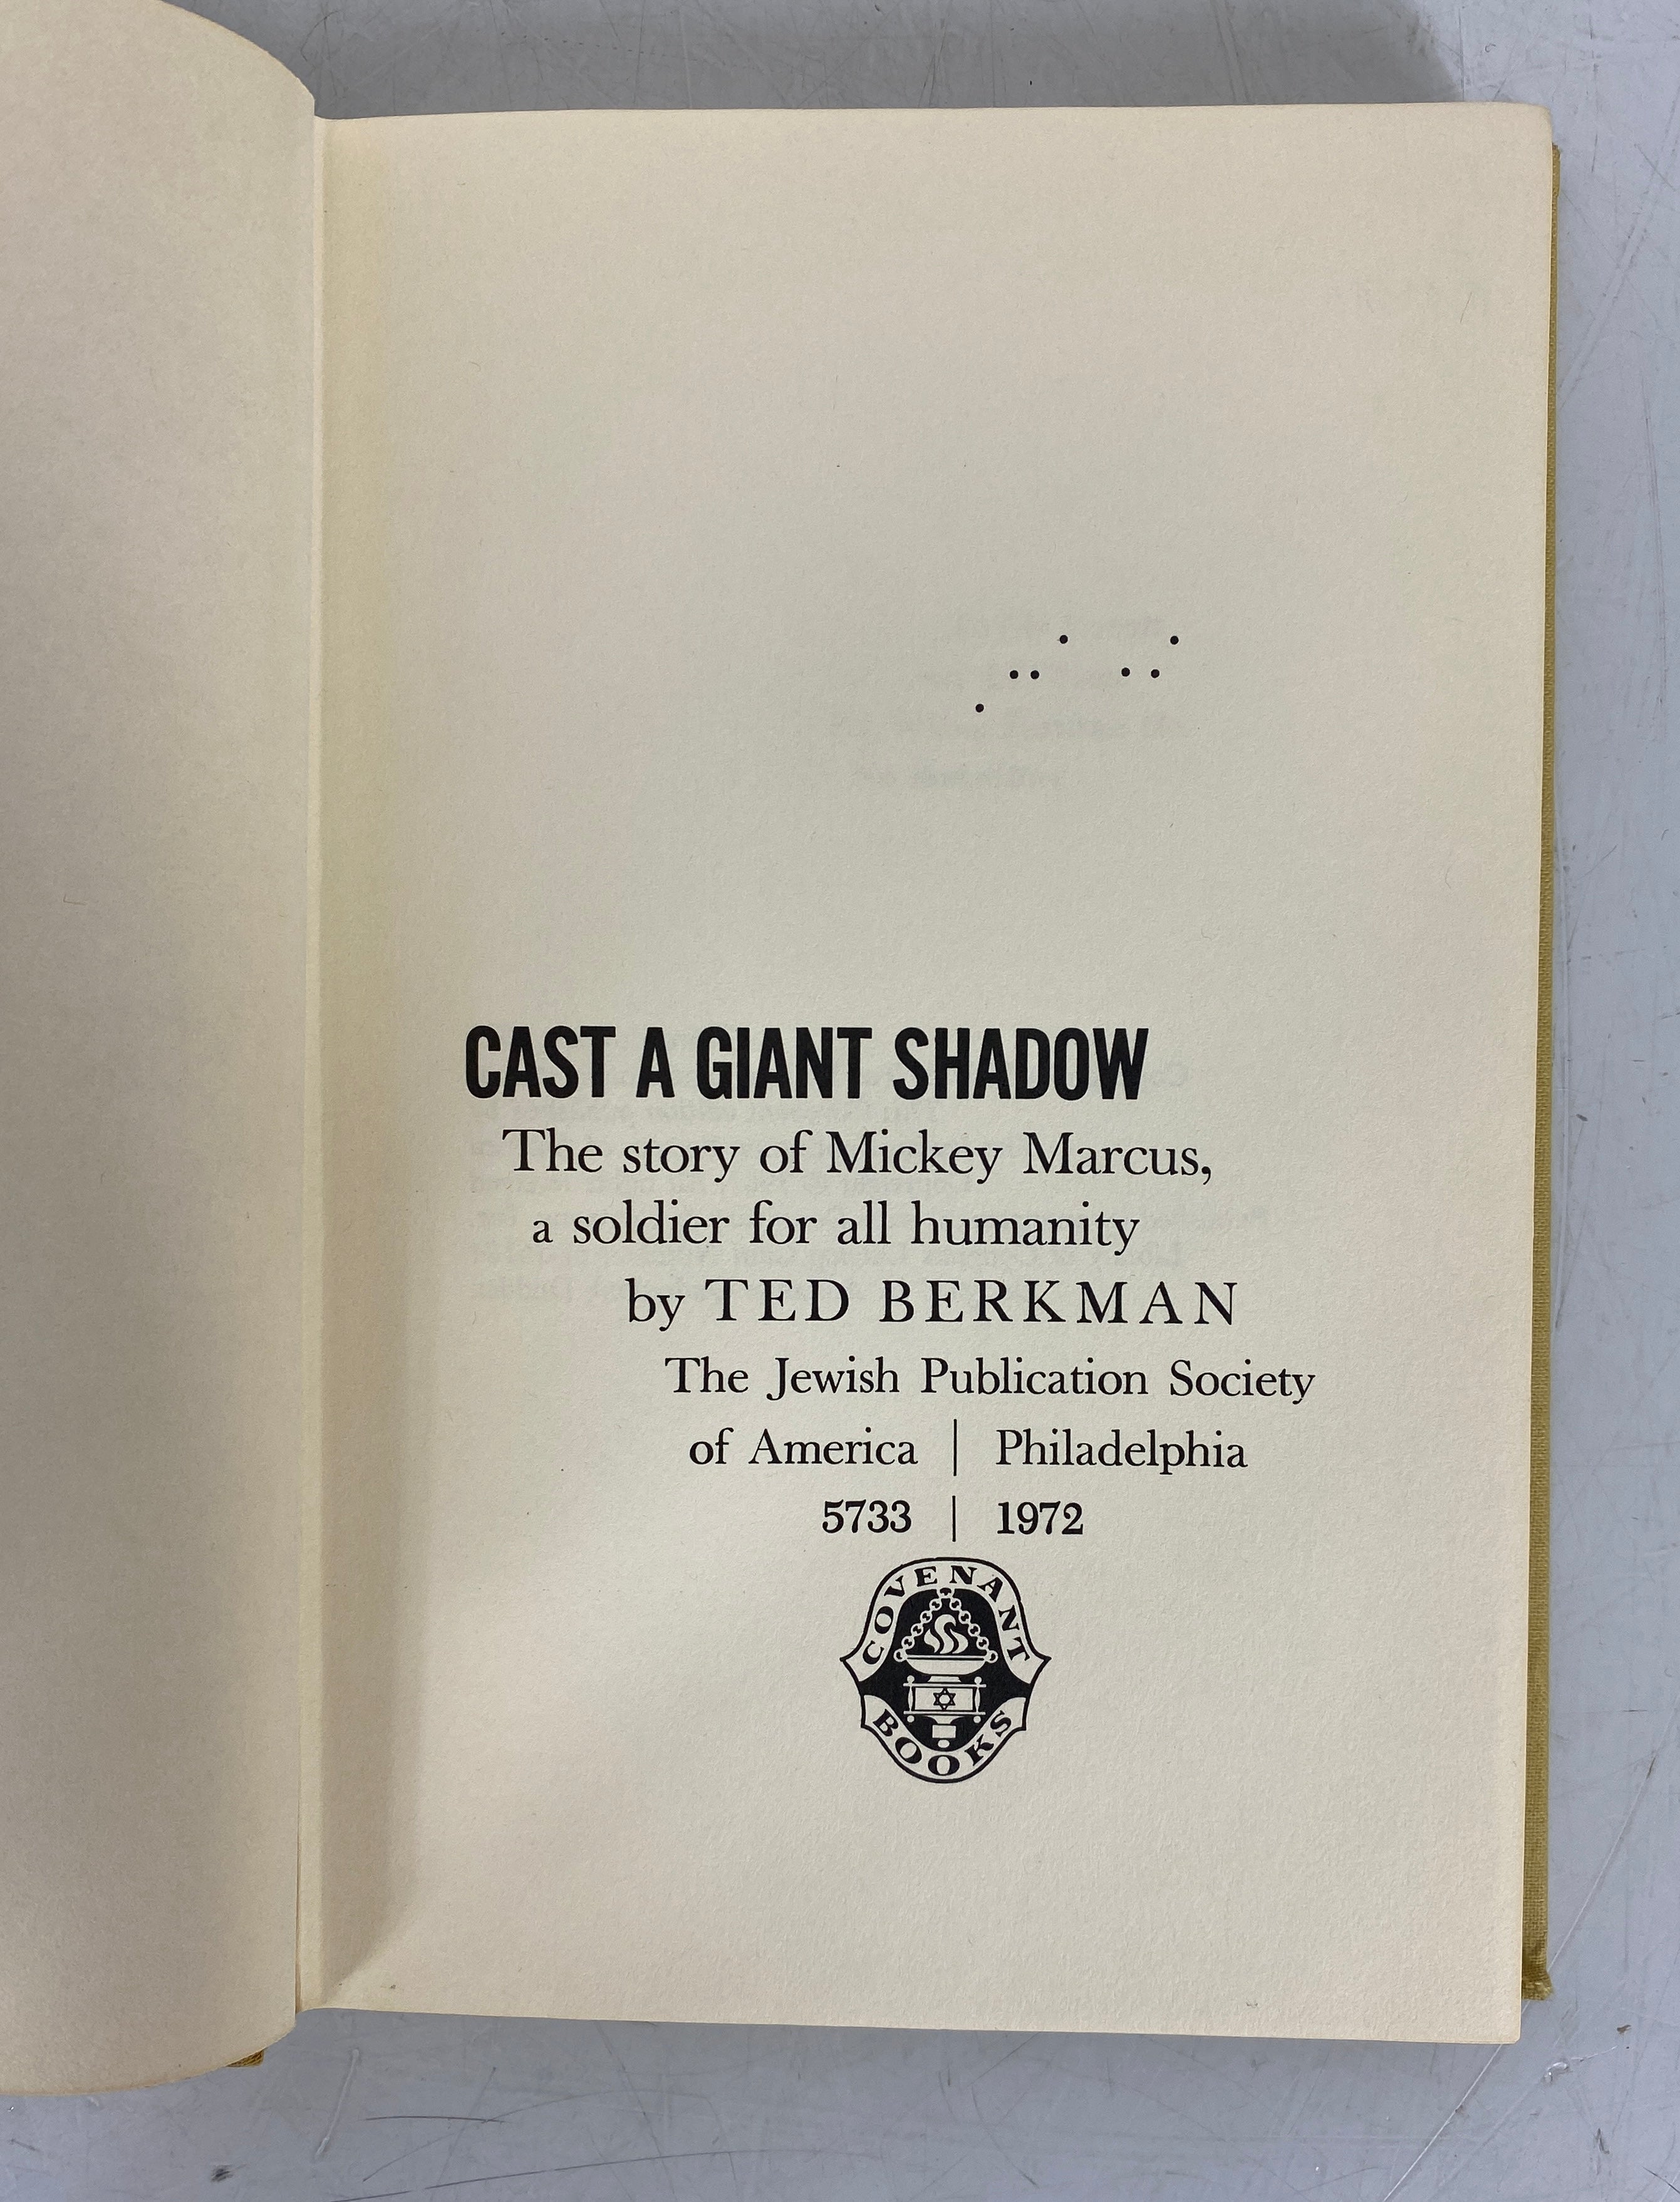 CAST A GIANT SHADOW
The story of Mickey Marcus,
a soldier for all humanity
by TED BERKMAN
The Jewish Publication Society
of America | Philadelphia
5733 | 1972
COVENANT
BOOKS